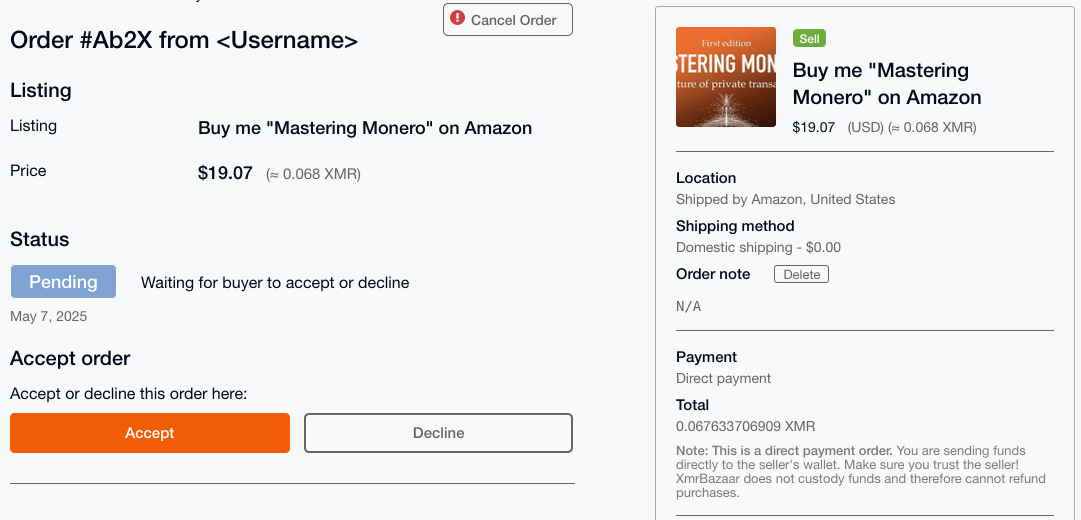 Cancel Order
Order #Ab2X from <Username>
Listing
Listing Buy me "Mastering Monero" on Amazon
Price $19.07 (≈ 0.068 XMR)
Status
Pending Waiting for buyer to accept or decline
May 7, 2025
Accept order
Accept or decline this order here:
Accept Decline
First edition
STERING MON
ture of private transa
Sell
Buy me "Mastering
Monero" on Amazon
$19.07 (USD) (≈ 0.068 XMR)
Location
Shipped by Amazon, United States
Shipping method
Domestic shipping - $0.00
Order note Delete
N/A
Payment
Direct payment
Total
0.067633706909 XMR
Note: This is a direct payment order. You are sending funds
directly to the seller's wallet. Make sure you trust the seller!
XmrBazaar does not custody funds and therefore cannot refund
purchases.